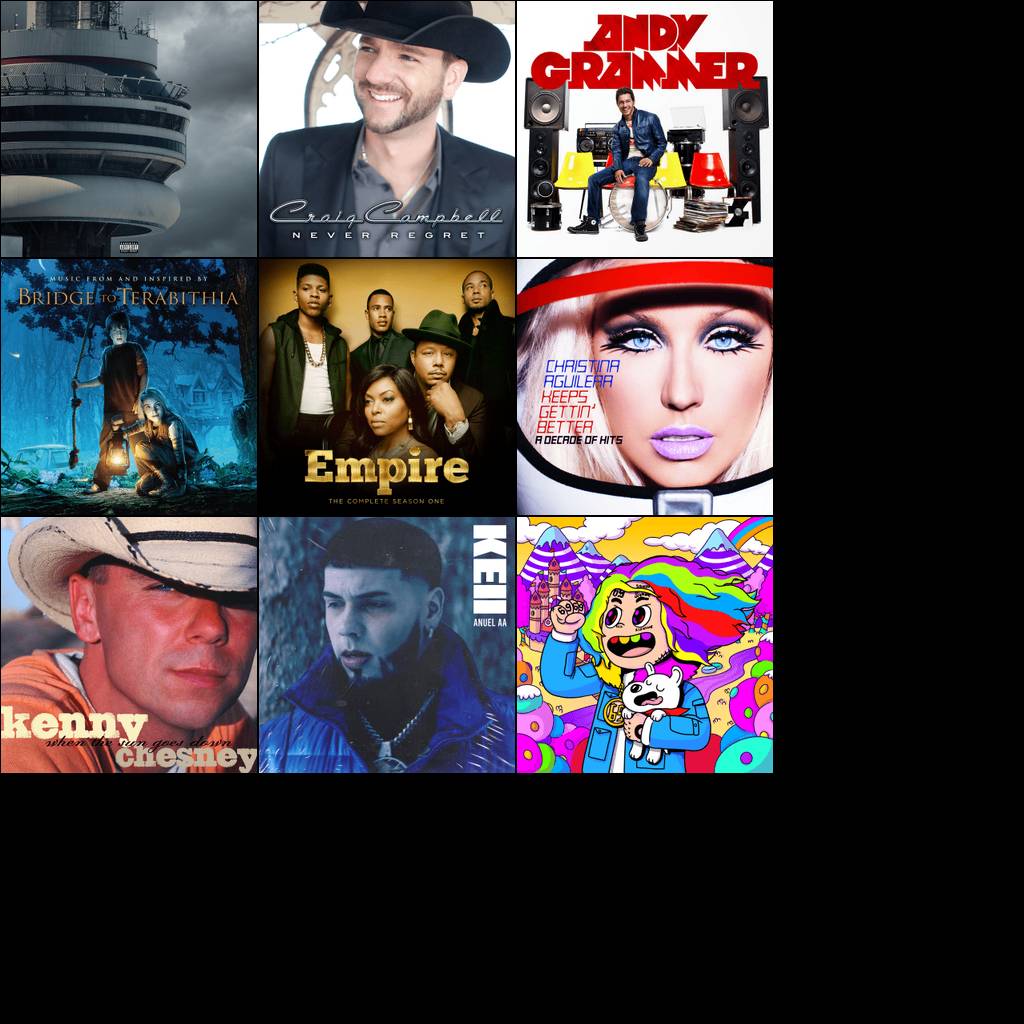 Craig Campbell
NEVER REGRET
ANDY
GRAMMER
MUSIC FROM AND INSPIRED BY
BRIDGE TO TERABITHIA
Empire
THE COMPLETE SEASON ONE
CHRISTINA
AGUILERA
KEEPS
GETTIN'
BETTER
A DECADE OF HITS
kenny
when the sun goes down
chesney
KEII
ANUEL AA